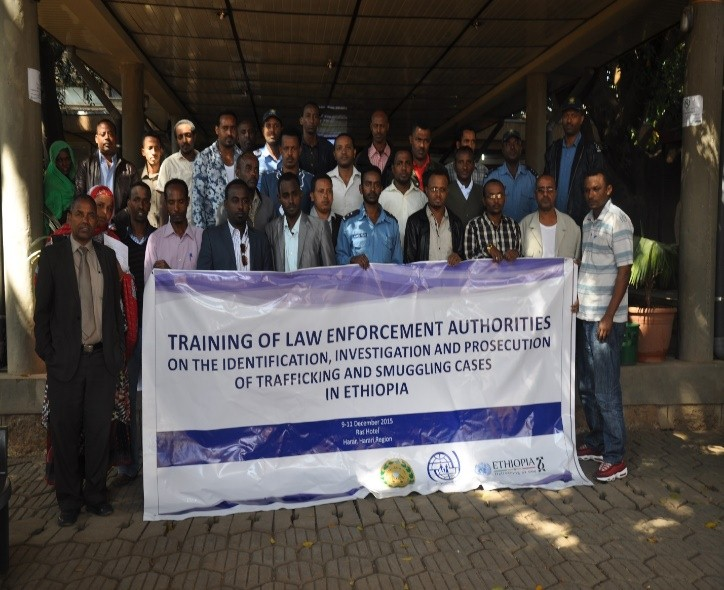 TRAINING OF LAW ENFORCEMENT AUTHORITIES
ON THE IDENTIFICATION, INVESTIGATION AND PROSECUTION
OF TRAFFICKING AND SMUGGLING CASES
IN ETHIOPIA
9-11 December 2015
Ras Hotel
Harar, Harari Region
ETHIOPIA